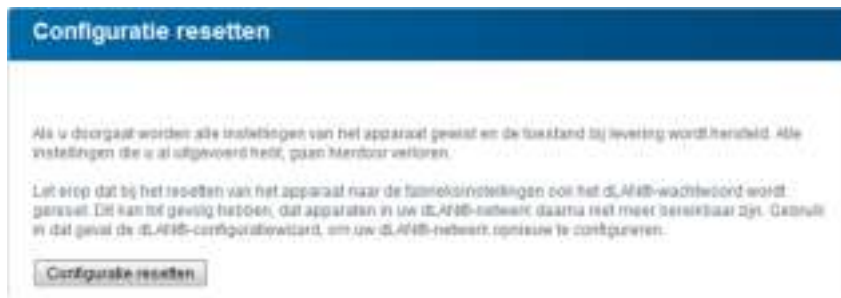 Configuratie resetten
Als u doorgaat worden alle instellingen van het apparaat gewist en de toestand bij levering wordt hersteld. Alle
instellingen die u al uitgevoerd hebt, gaan hierdoor verloren.
Let erop dat bij het resetten van het apparaat naar de fabrieksinstellingen ook het dLAN®-wachtwoord wordt
gereset. Dit kan tot gevolg hebben, dat apparaten in uw dLAN®-netwerk daarna niet meer bereikbaar zijn. Gebruik
in dat geval de dLAN®-configuratiewizard, om uw dLAN®-netwerk opnieuw te configureren.
Configuratie resetten